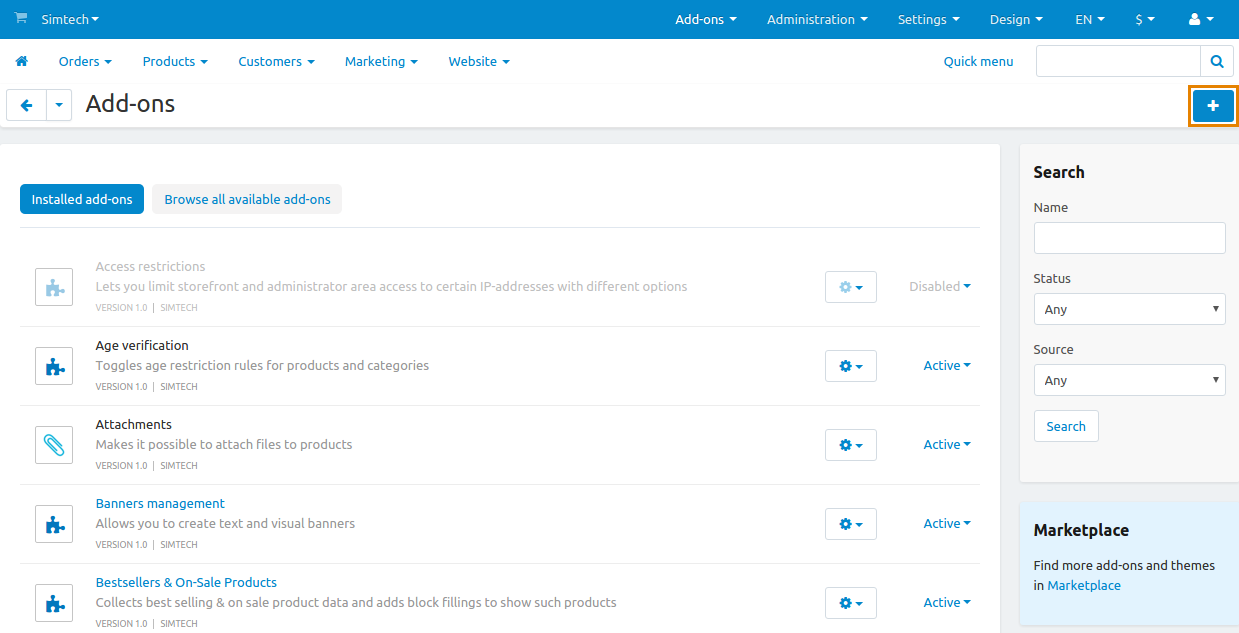 Simtech Add-ons Administration Settings Design EN $
Orders Products Customers Marketing Website Quick menu
Add-ons
Installed add-ons Browse all available add-ons
Access restrictions
Lets you limit storefront and administrator area access to certain IP-addresses with different options
VERSION 1.0 | SIMTECH
Disabled
Age verification
Toggles age restriction rules for products and categories
VERSION 1.0 | SIMTECH
Active
Attachments
Makes it possible to attach files to products
VERSION 1.0 | SIMTECH
Active
Banners management
Allows you to create text and visual banners
VERSION 1.0 | SIMTECH
Active
Bestsellers & On-Sale Products
Collects best selling & on sale product data and adds block fillings to show such products
VERSION 1.0 | SIMTECH
Active
Search
Name
Status
Any
Source
Any
Search
Marketplace
Find more add-ons and themes
in Marketplace